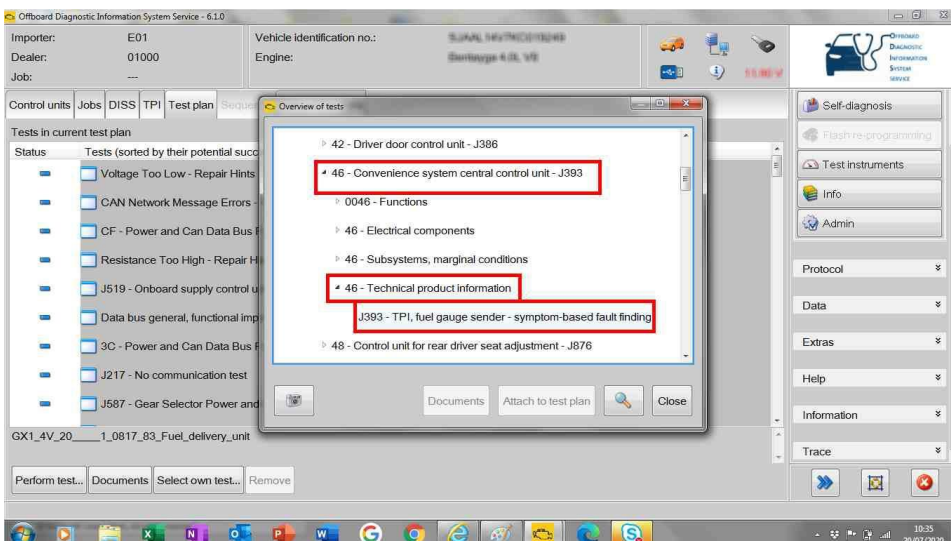 Offboard Diagnostic Information System Service - 6.1.0
Importer: E01
Dealer: 01000
Job: ---
Vehicle identification no.:
Engine: Bentayga 4.0L V8
OFFBOARD
DIAGNOSTIC
INFORMATION
SYSTEM
SERVICE
Control units Jobs DISS TPI Test plan
Tests in current test plan
Status Tests (sorted by their potential succ
Voltage Too Low - Repair Hints
CAN Network Message Errors -
CF - Power and Can Data Bus
Resistance Too High - Repair H
J519 - Onboard supply control u
Data bus general, functional imp
3C - Power and Can Data Bus
J217 - No communication test
J587 - Gear Selector Power and
GX1_4V_20____1_0817_83_Fuel_delivery_unit
Perform test... Documents Select own test... Remove
Overview of tests
42 - Driver door control unit - J386
46 - Convenience system central control unit - J393
0046 - Functions
46 - Electrical components
46 - Subsystems, marginal conditions
46 - Technical product information
J393 - TPI, fuel gauge sender - symptom-based fault finding
48 - Control unit for rear driver seat adjustment - J876
Documents Attach to test plan Close
Self-diagnosis
Flash re-programming
Test instruments
Info
Admin
Protocol
Data
Extras
Help
Information
Trace
10:35
20/07/2020